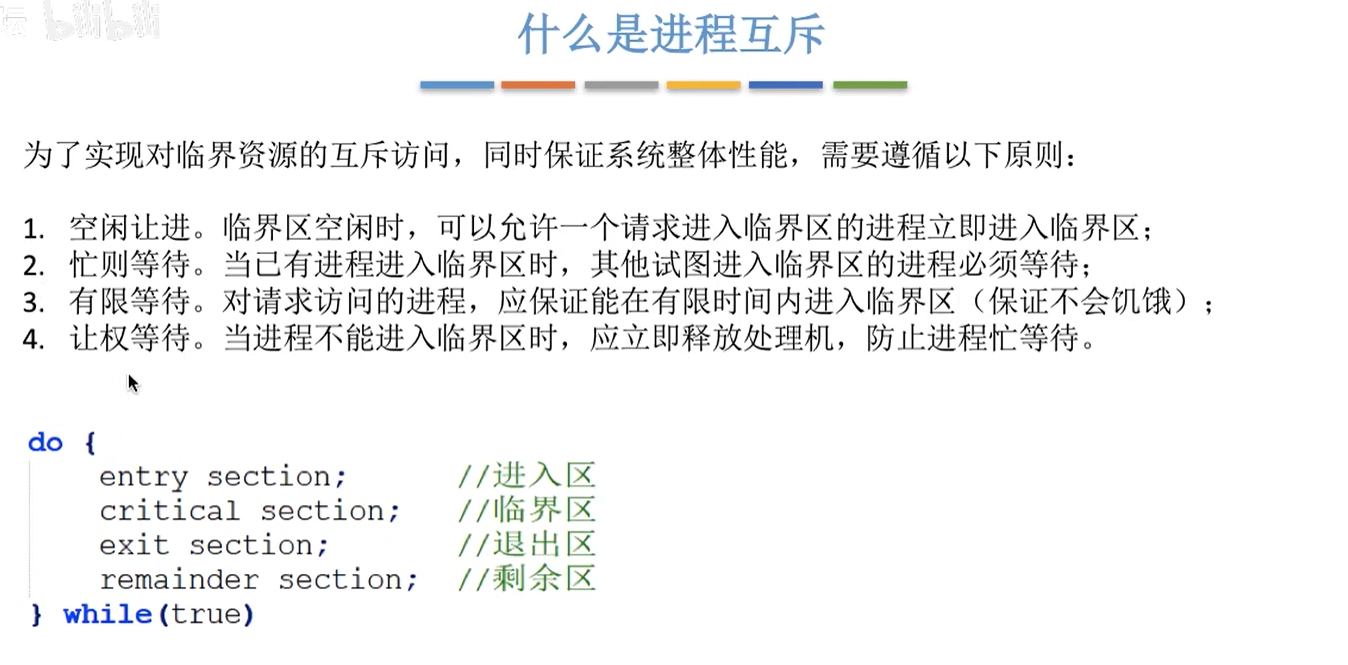 坛 bilibili
什么是进程互斥
为了实现对临界资源的互斥访问，同时保证系统整体性能，需要遵循以下原则：
1. 空闲让进。临界区空闲时，可以允许一个请求进入临界区的进程立即进入临界区；
2. 忙则等待。当已有进程进入临界区时，其他试图进入临界区的进程必须等待；
3. 有限等待。对请求访问的进程，应保证能在有限时间内进入临界区（保证不会饥饿）；
4. 让权等待。当进程不能进入临界区时，应立即释放处理机，防止进程忙等待。
do {
entry section; //进入区
critical section; //临界区
exit section; //退出区
remainder section; //剩余区
} while(true)